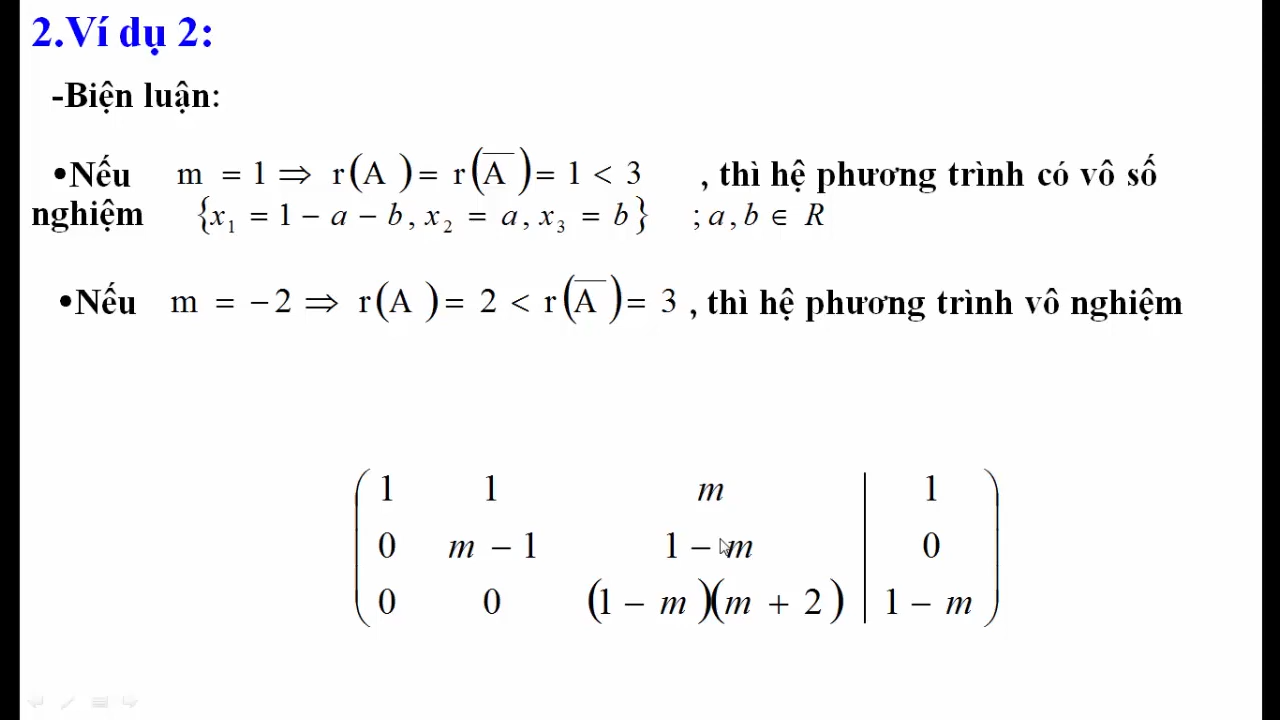 2.Ví dụ 2:
-Biện luận:
•Nếu m = 1 ⇒ r(A) = r(A̅) = 1 < 3 , thì hệ phương trình có vô số
nghiệm {x₁ = 1 − a − b, x₂ = a, x₃ = b} ; a, b ∈ R
•Nếu m = −2 ⇒ r(A) = 2 < r(A̅) = 3 , thì hệ phương trình vô nghiệm
1 1 m | 1
0 m − 1 1 − m | 0
0 0 (1 − m)(m + 2) | 1 − m